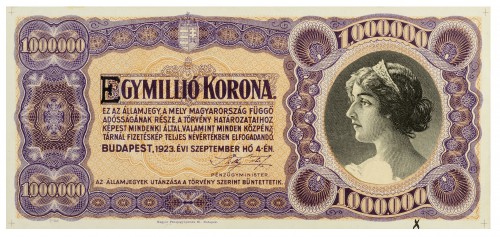 1000000
1000000
EGYMILLIÓ KORONA.
EZ AZ ÁLLAMJEGY, A MELY MAGYARORSZÁG FÜGGŐ
ADÓSSÁGÁNAK RÉSZE, A TÖRVÉNY HATÁROZATAIHOZ
KÉPEST MINDENKI ÁLTAL, VALAMINT MINDEN KÖZPÉNZ-
TÁRNÁL FIZETÉSKÉP TELJES NÉVÉRTÉKBEN ELFOGADANDÓ.
BUDAPEST, 1923. ÉVI SZEPTEMBER HÓ 4-ÉN.
PÉNZÜGYMINISTER.
AZ ÁLLAMJEGYEK UTÁNZÁSA A TÖRVÉNY SZERINT BÜNTETTETIK.
1000000
1000000
X